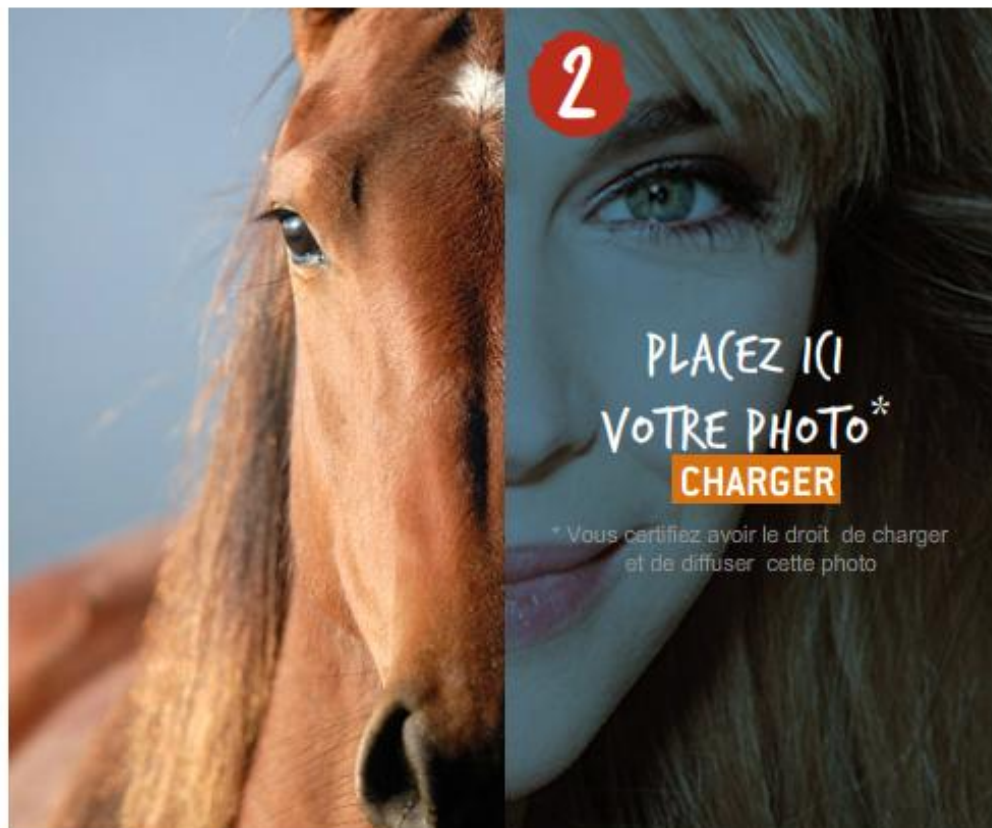 2
PLACEZ ICI
VOTRE PHOTO*
CHARGER
* Vous certifiez avoir le droit de charger
et de diffuser cette photo